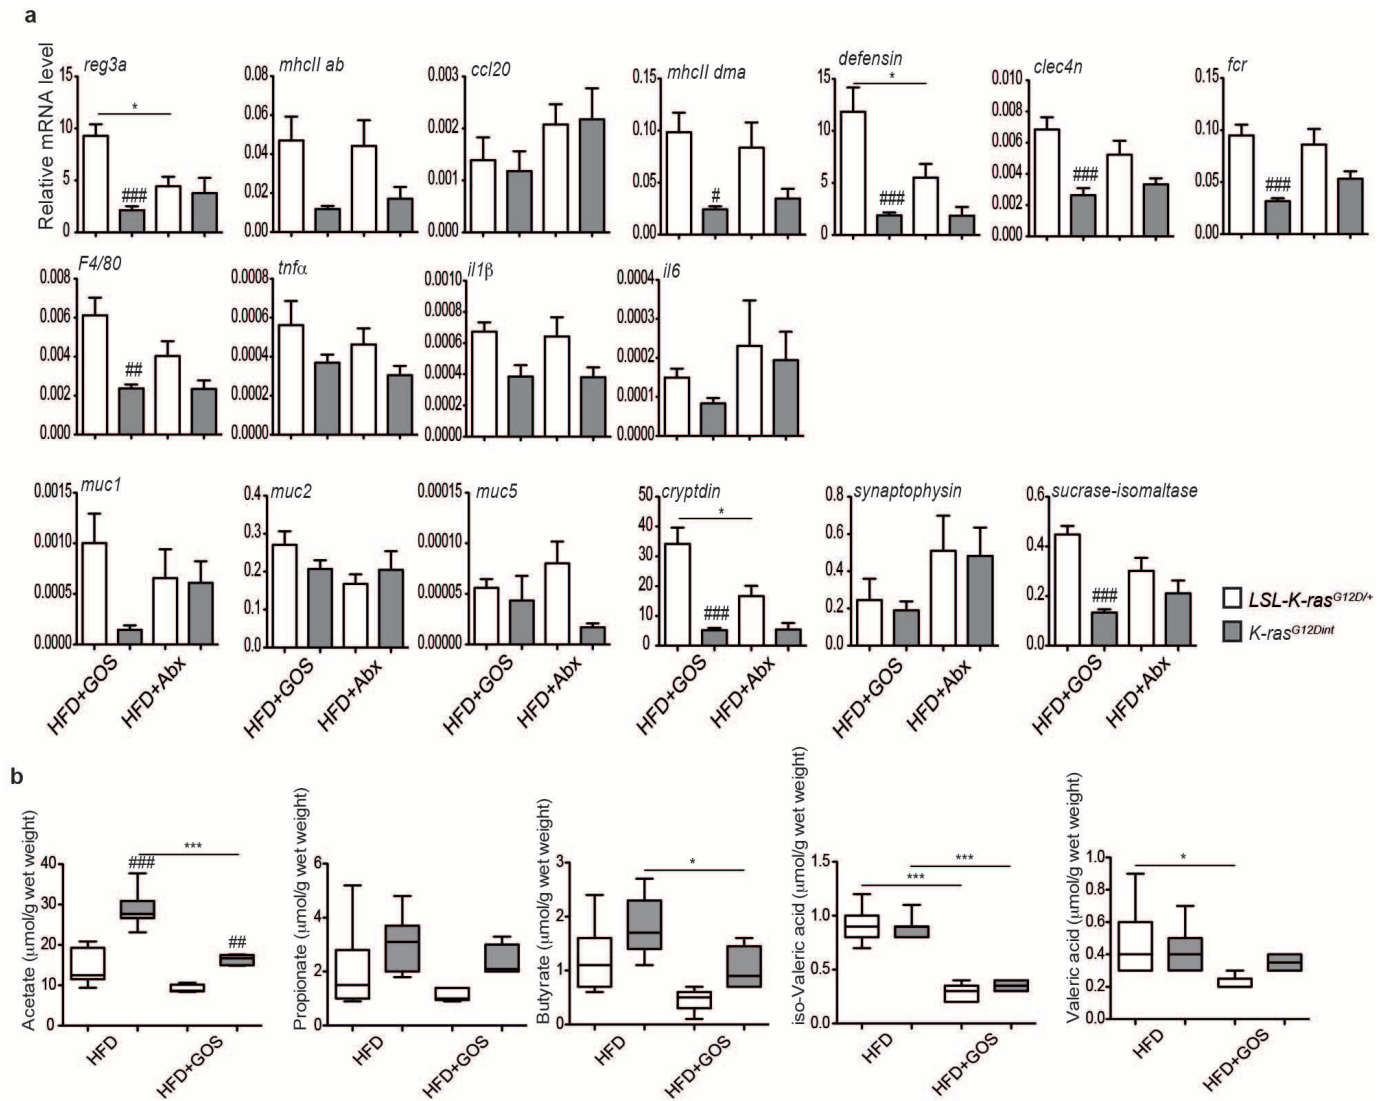 a
Relative mRNA level
reg3a
15
10
5
0
*
###
mhcII ab
0.08
0.06
0.04
0.02
0.00
ccl20
0.003
0.002
0.001
0.000
mhcII dma
0.15
0.10
0.05
0.00
#
defensin
15
10
5
0
*
###
clec4n
0.010
0.008
0.006
0.004
0.002
0.000
###
fcr
0.15
0.10
0.05
0.00
###
F4/80
0.008
0.006
0.004
0.002
0.000
##
tnfα
0.0008
0.0006
0.0004
0.0002
0.0000
il1β
0.0010
0.0008
0.0006
0.0004
0.0002
0.0000
il6
0.0004
0.0003
0.0002
0.0001
0.0000
muc1
0.0015
0.0010
0.0005
0.0000
HFD+GOS
HFD+Abx
muc2
0.4
0.3
0.2
0.1
0.0
HFD+GOS
HFD+Abx
muc5
0.00015
0.00010
0.00005
0.00000
HFD+GOS
HFD+Abx
cryptdin
50
40
30
20
10
0
*
###
HFD+GOS
HFD+Abx
synaptophysin
0.8
0.6
0.4
0.2
0.0
HFD+GOS
HFD+Abx
sucrase-isomaltase
0.6
0.4
0.2
0.0
###
HFD+GOS
HFD+Abx
LSL-K-rasG12D/+
K-rasG12Dint
b
Acetate (μmol/g wet weight)
40
30
20
10
0
###
***
##
HFD
HFD+GOS
Propionate (μmol/g wet weight)
6
4
2
0
HFD
HFD+GOS
Butyrate (μmol/g wet weight)
3
2
1
0
*
HFD
HFD+GOS
iso-Valeric acid (μmol/g wet weight)
1.5
1.0
0.5
0.0
***
***
HFD
HFD+GOS
Valeric acid (μmol/g wet weight)
1.0
0.8
0.6
0.4
0.2
0.0
*
HFD
HFD+GOS